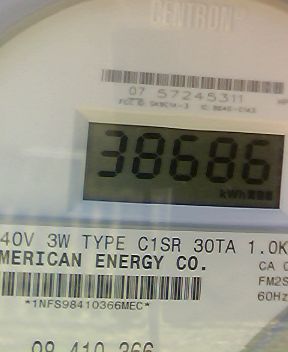 CENTRON
07 57245311
38686
kWh
40V 3W TYPE C1SR 30TA 1.0K
MERICAN ENERGY CO.
CA 0
FM2S
60Hz
*1NFS98410366MEC*
98 410 366